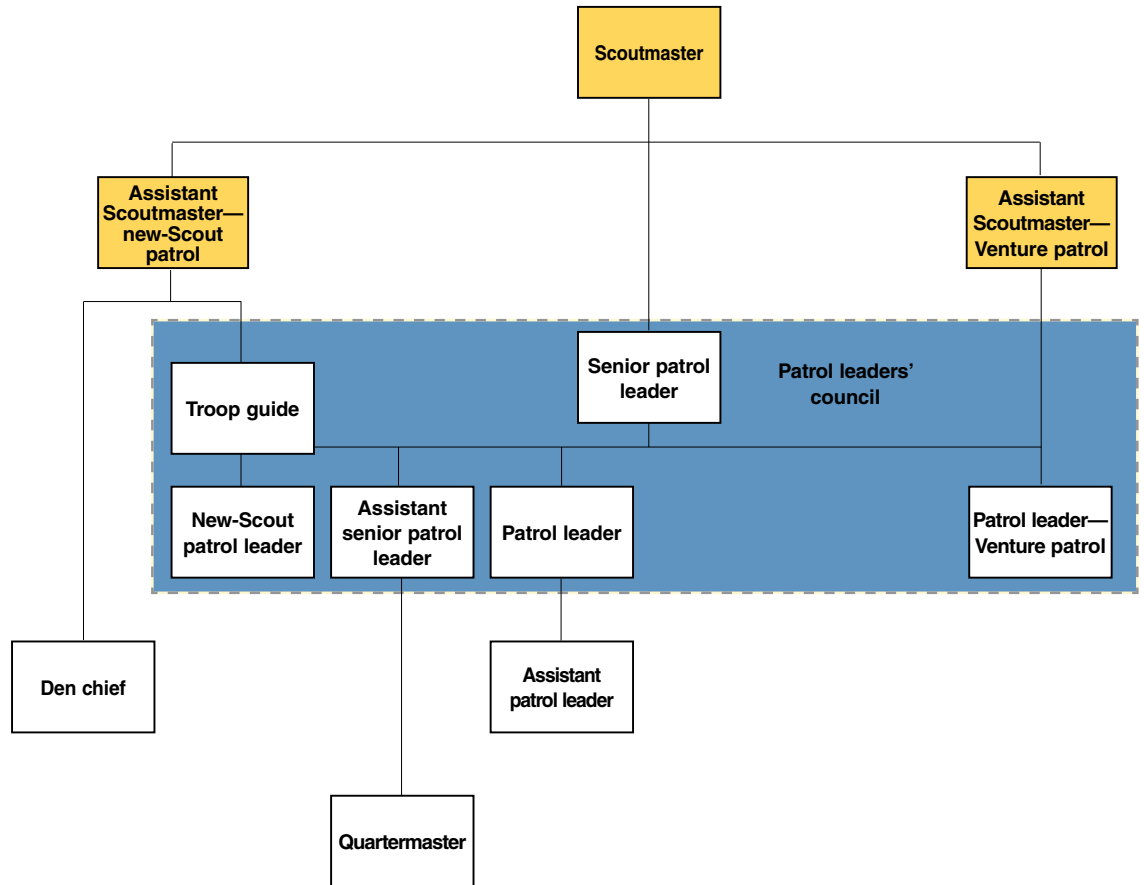 Scoutmaster
Assistant
Scoutmaster—
new-Scout
patrol
Assistant
Scoutmaster—
Venture patrol
Senior patrol
leader
Patrol leaders’
council
Troop guide
New-Scout
patrol leader
Assistant
senior patrol
leader
Patrol leader
Patrol leader—
Venture patrol
Den chief
Assistant
patrol leader
Quartermaster